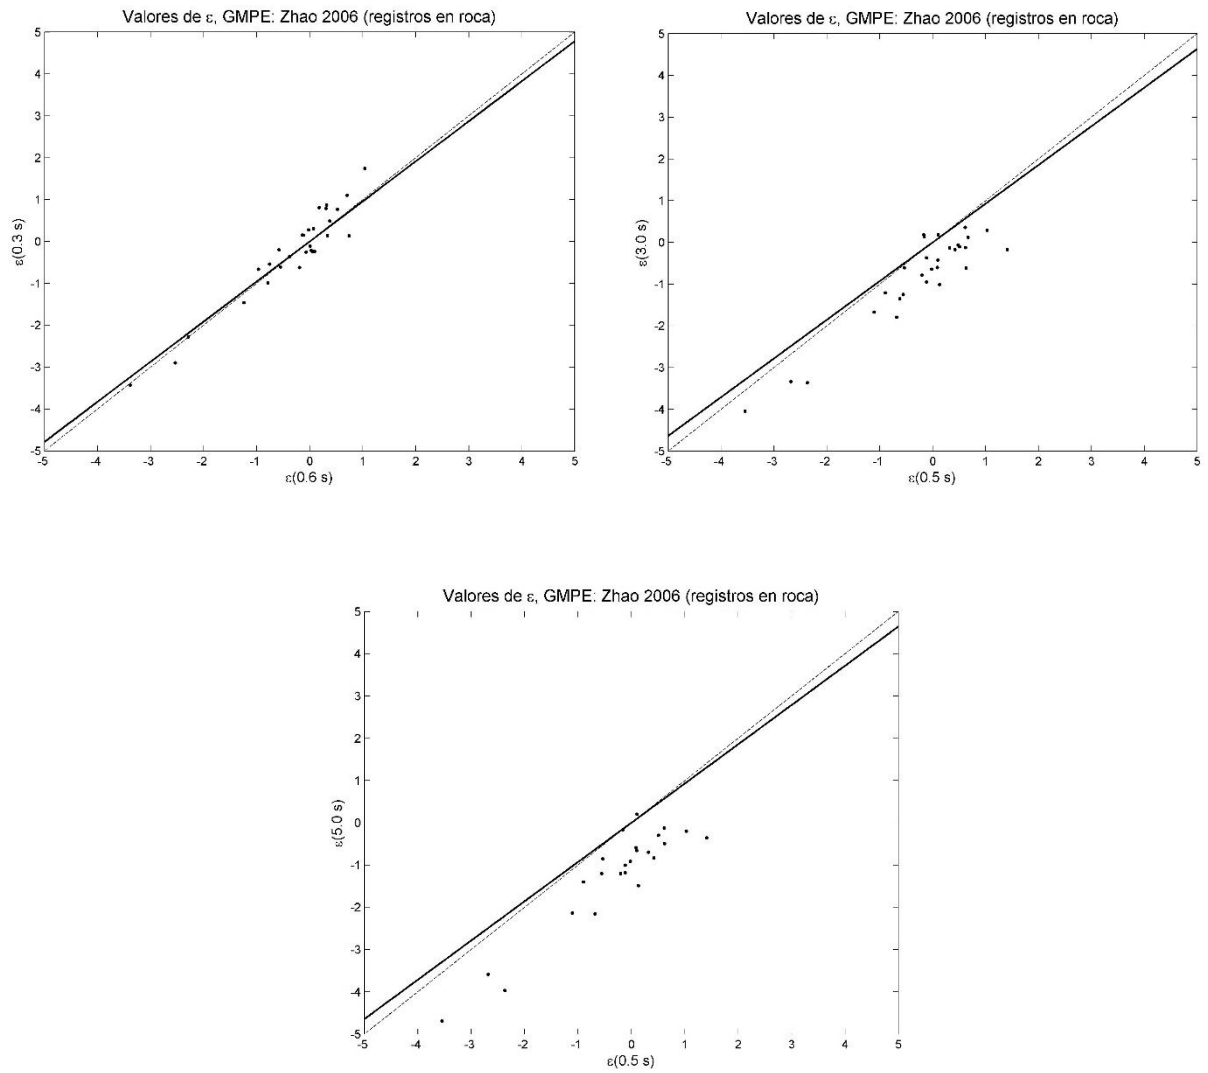 Valores de ε, GMPE: Zhao 2006 (registros en roca)
5
4
3
2
1
0
-1
-2
-3
-4
-5
ε(0.3 s)
-5 -4 -3 -2 -1 0 1 2 3 4 5
ε(0.6 s)
Valores de ε, GMPE: Zhao 2006 (registros en roca)
5
4
3
2
1
0
-1
-2
-3
-4
-5
ε(3.0 s)
-5 -4 -3 -2 -1 0 1 2 3 4 5
ε(0.5 s)
Valores de ε, GMPE: Zhao 2006 (registros en roca)
5
4
3
2
1
0
-1
-2
-3
-4
-5
ε(5.0 s)
-5 -4 -3 -2 -1 0 1 2 3 4 5
ε(0.5 s)